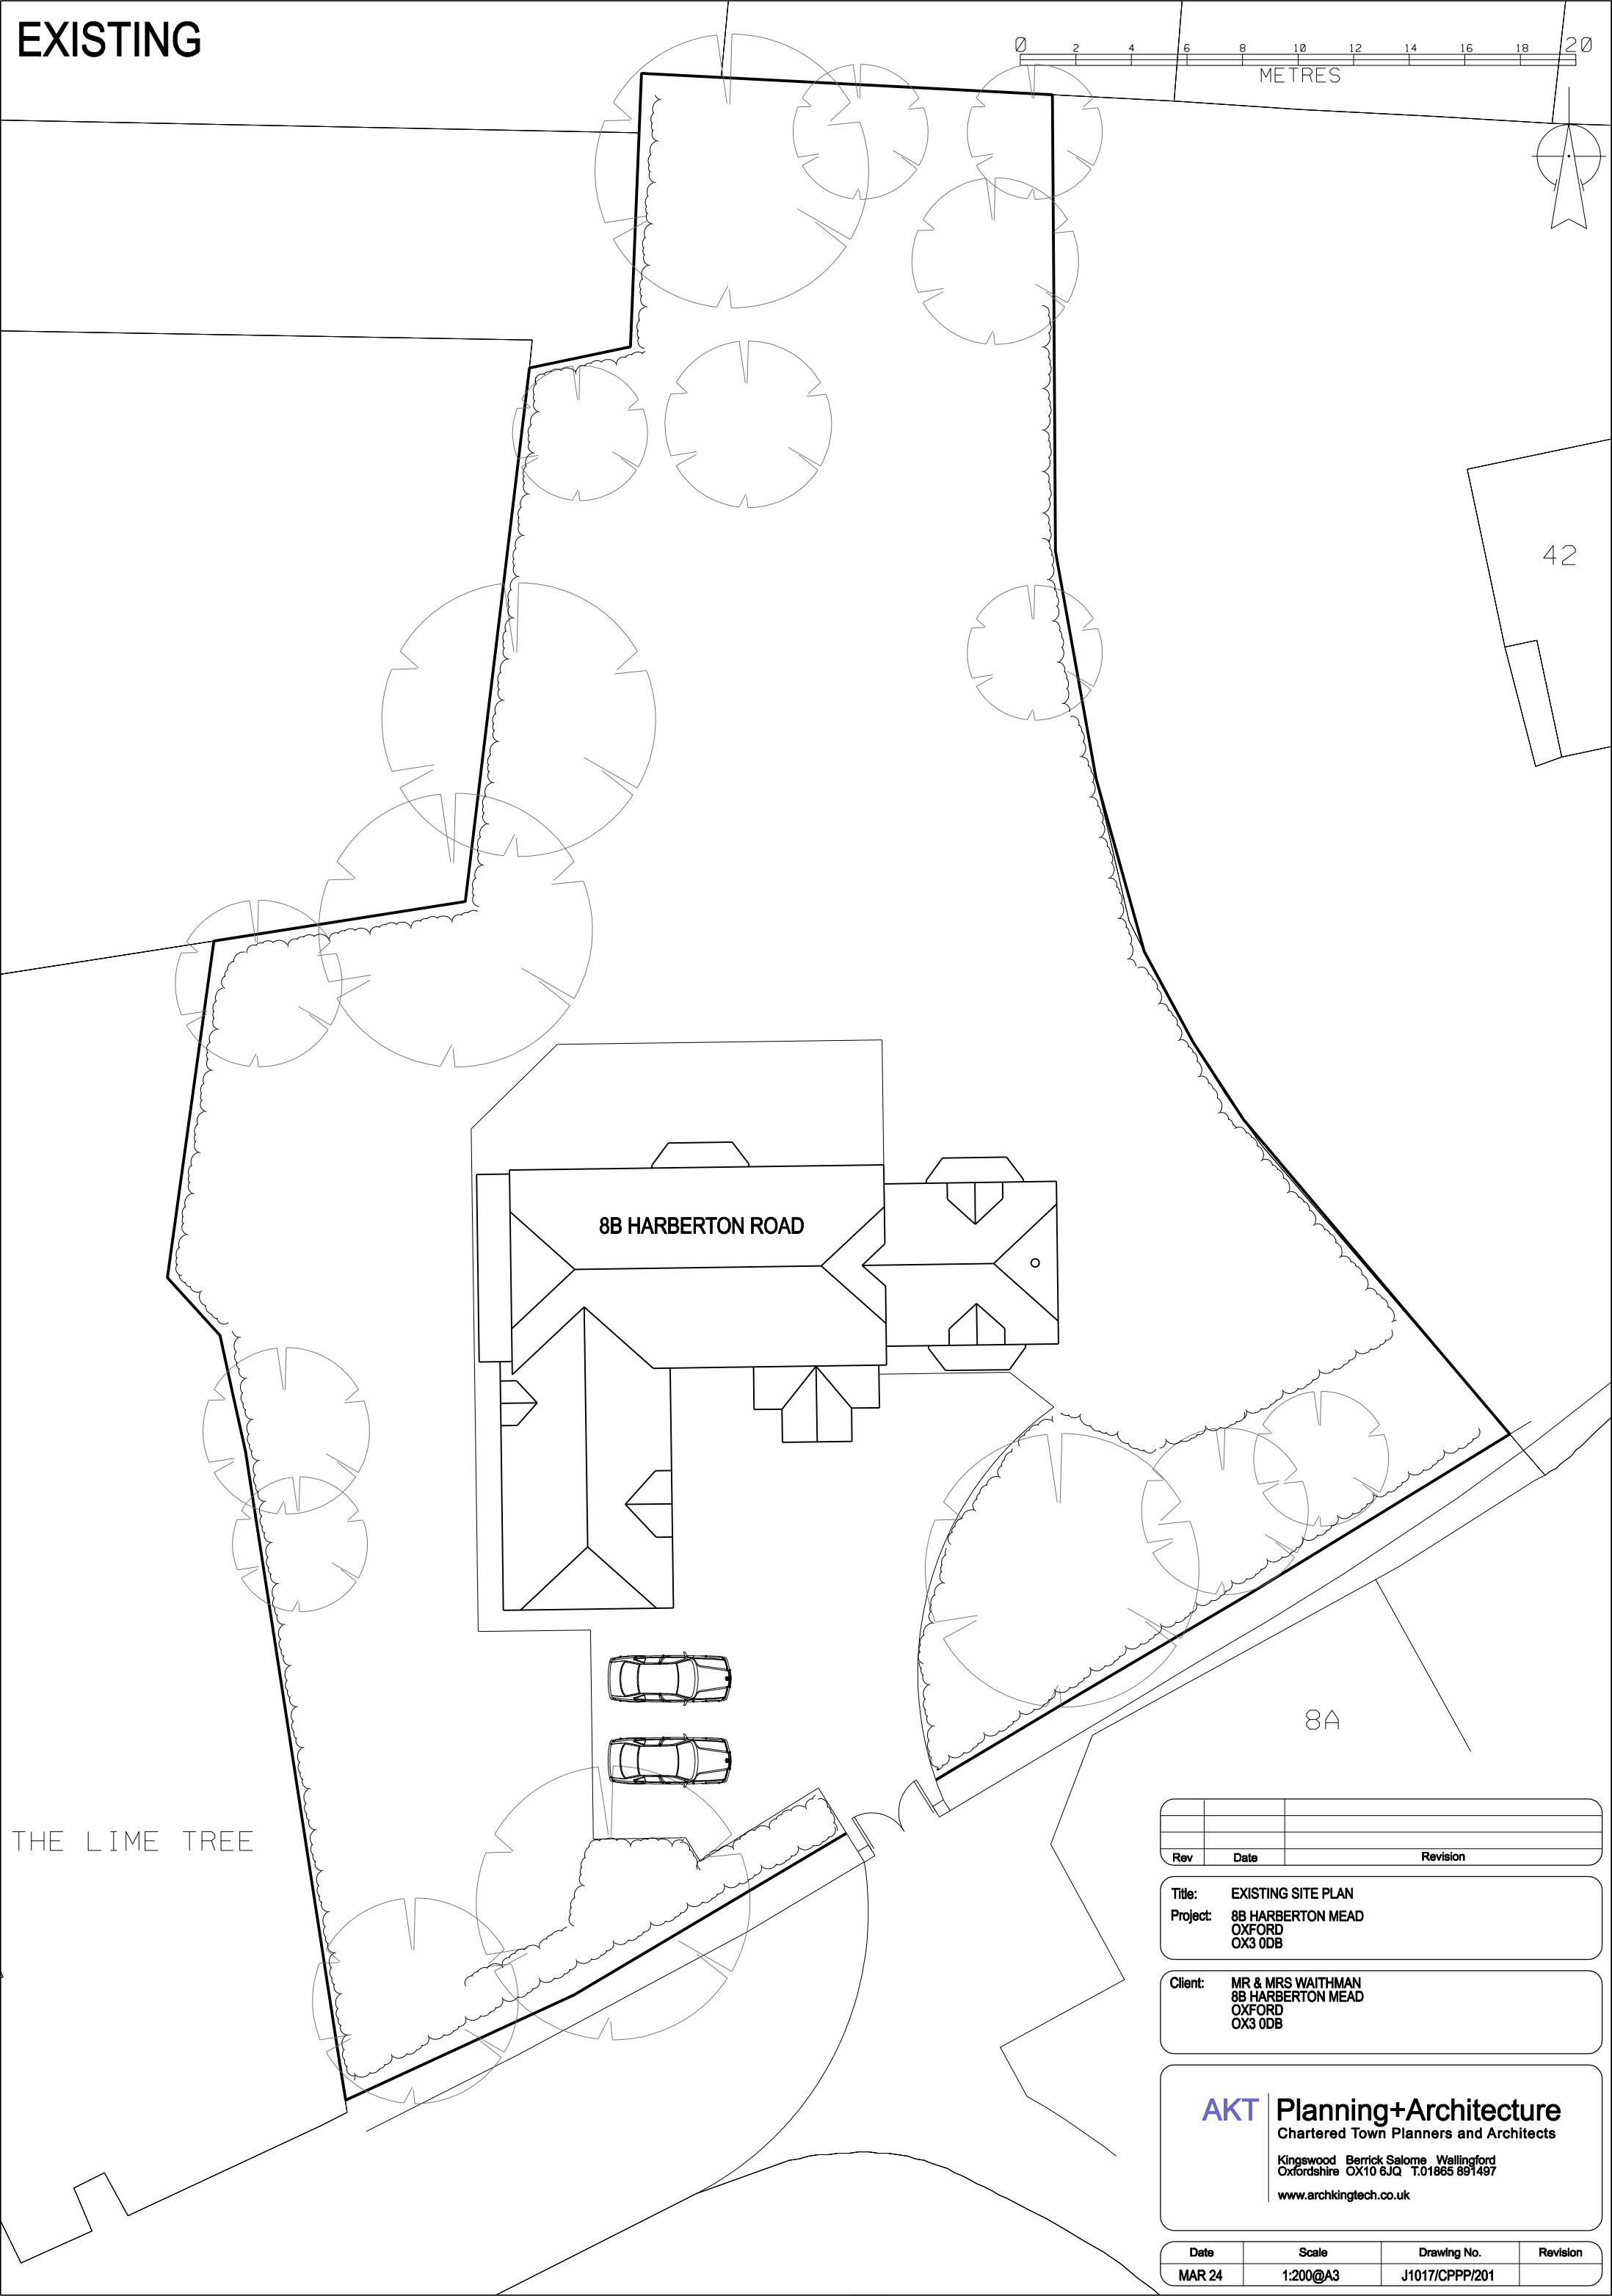 EXISTING
0 2 4 6 8 10 12 14 16 18 20
METRES
42
8B HARBERTON ROAD
8A
THE LIME TREE
Rev Date Revision
Title: EXISTING SITE PLAN
Project: 8B HARBERTON MEAD
OXFORD
OX3 0DB
Client: MR & MRS WAITHMAN
8B HARBERTON MEAD
OXFORD
OX3 0DB
AKT Planning+Architecture
Chartered Town Planners and Architects
Kingswood Berrick Salome Wallingford
Oxfordshire OX10 6JQ T.01865 891497
www.archkingtech.co.uk
Date Scale Drawing No. Revision
MAR 24 1:200@A3 J1017/CPPP/201